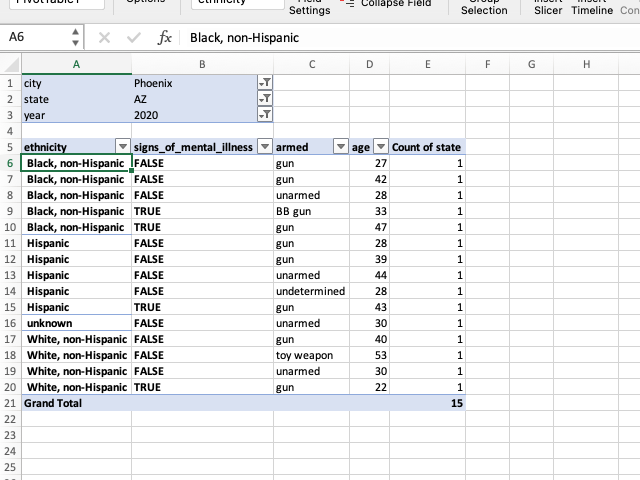 PivotTable1 Options ethnicity Field Settings Collapse Field Group Selection Insert Slicer Insert Timeline
A6 fx Black, non-Hispanic
A B C D E F G H
1 city Phoenix
2 state AZ
3 year 2020
4
5 ethnicity signs_of_mental_illness armed age Count of state
6 Black, non-Hispanic FALSE gun 27 1
7 Black, non-Hispanic FALSE gun 42 1
8 Black, non-Hispanic FALSE unarmed 28 1
9 Black, non-Hispanic TRUE BB gun 33 1
10 Black, non-Hispanic TRUE gun 47 1
11 Hispanic FALSE gun 28 1
12 Hispanic FALSE gun 39 1
13 Hispanic FALSE unarmed 44 1
14 Hispanic FALSE undetermined 28 1
15 Hispanic TRUE gun 43 1
16 unknown FALSE unarmed 30 1
17 White, non-Hispanic FALSE gun 40 1
18 White, non-Hispanic FALSE toy weapon 53 1
19 White, non-Hispanic FALSE unarmed 30 1
20 White, non-Hispanic TRUE gun 22 1
21 Grand Total 15
22
23
24
25